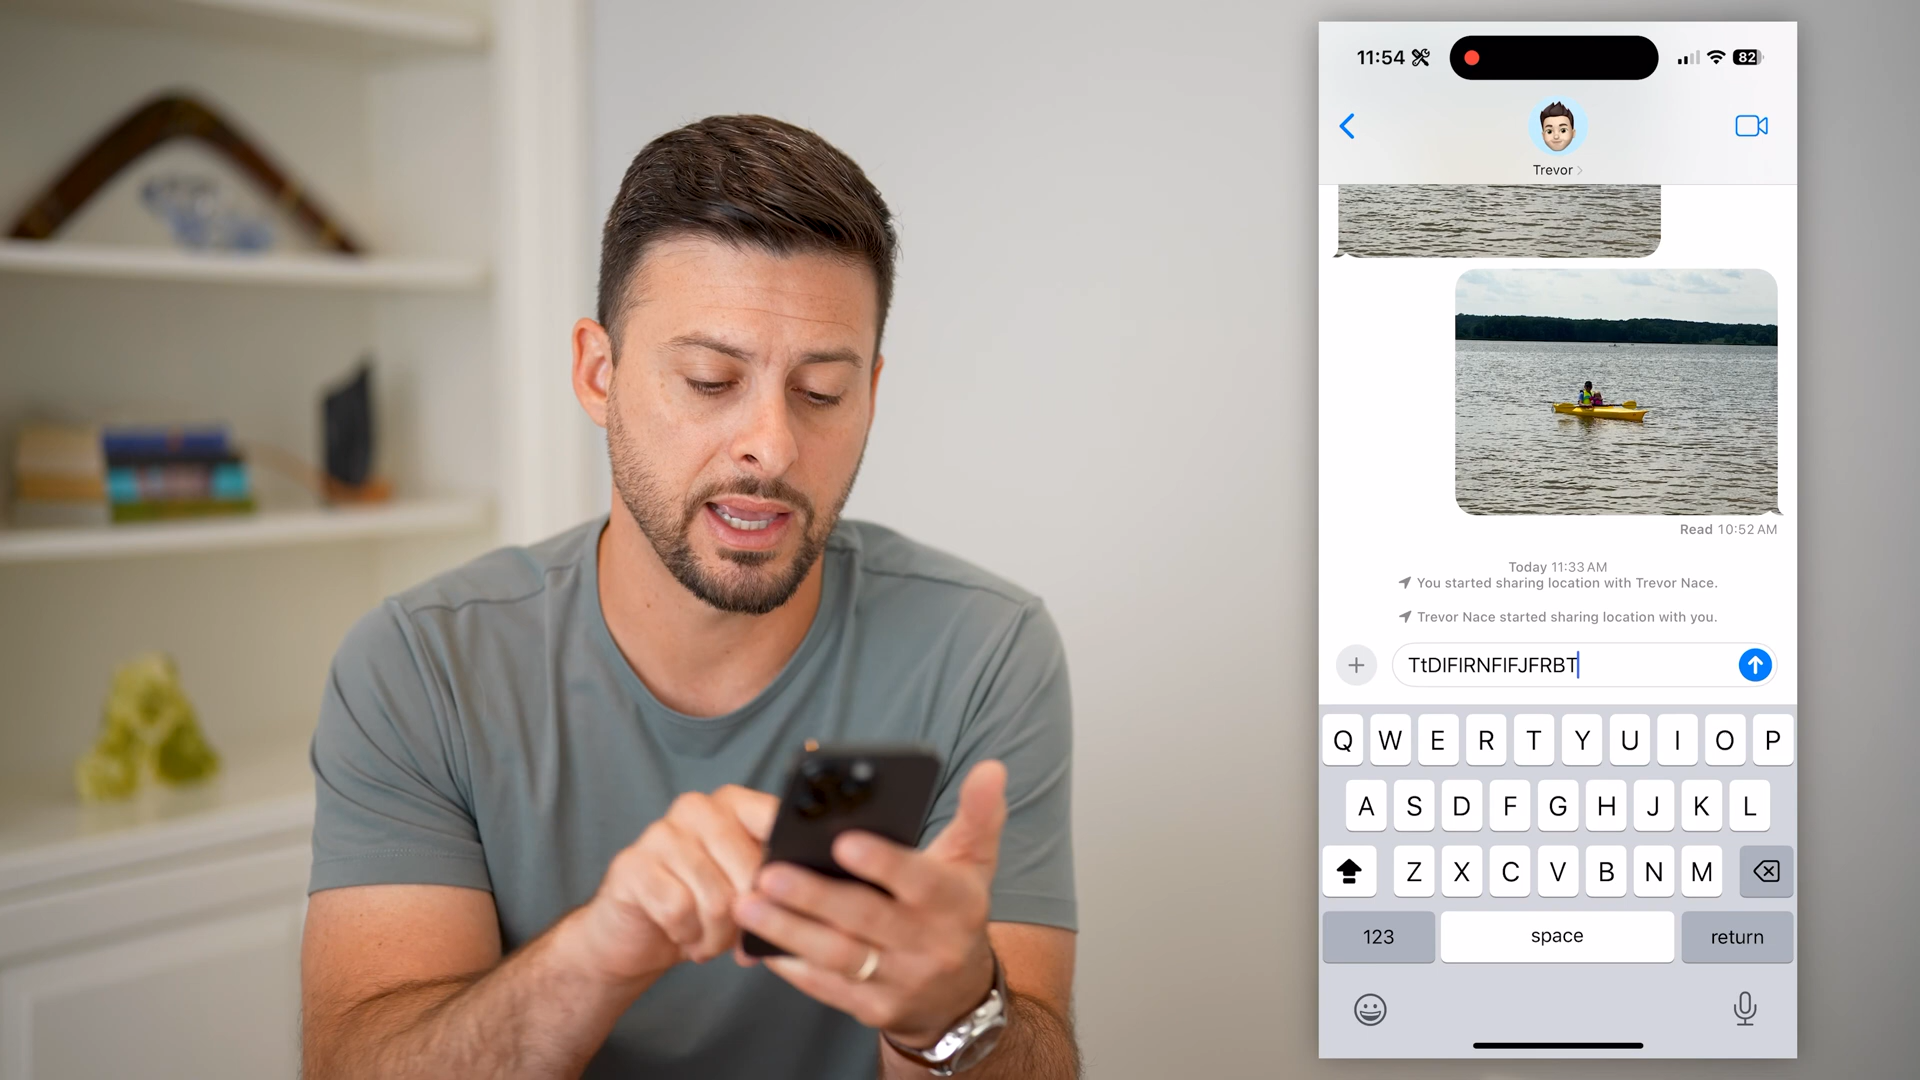 11:54
82
Trevor
Read 10:52 AM
Today 11:33 AM
You started sharing location with Trevor Nace.
Trevor Nace started sharing location with you.
TtDIFIRNFIFJFRBT
Q W E R T Y U I O P
A S D F G H J K L
Z X C V B N M
123 space return